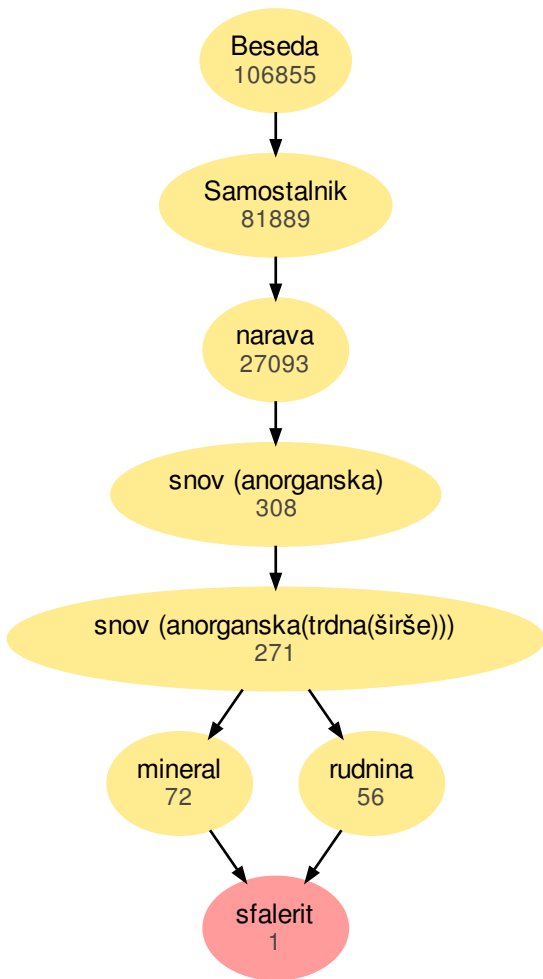 Beseda
106855
Samostalnik
81889
narava
27093
snov (anorganska)
308
snov (anorganska(trdna(širše)))
271
mineral
72
rudnina
56
sfalerit
1